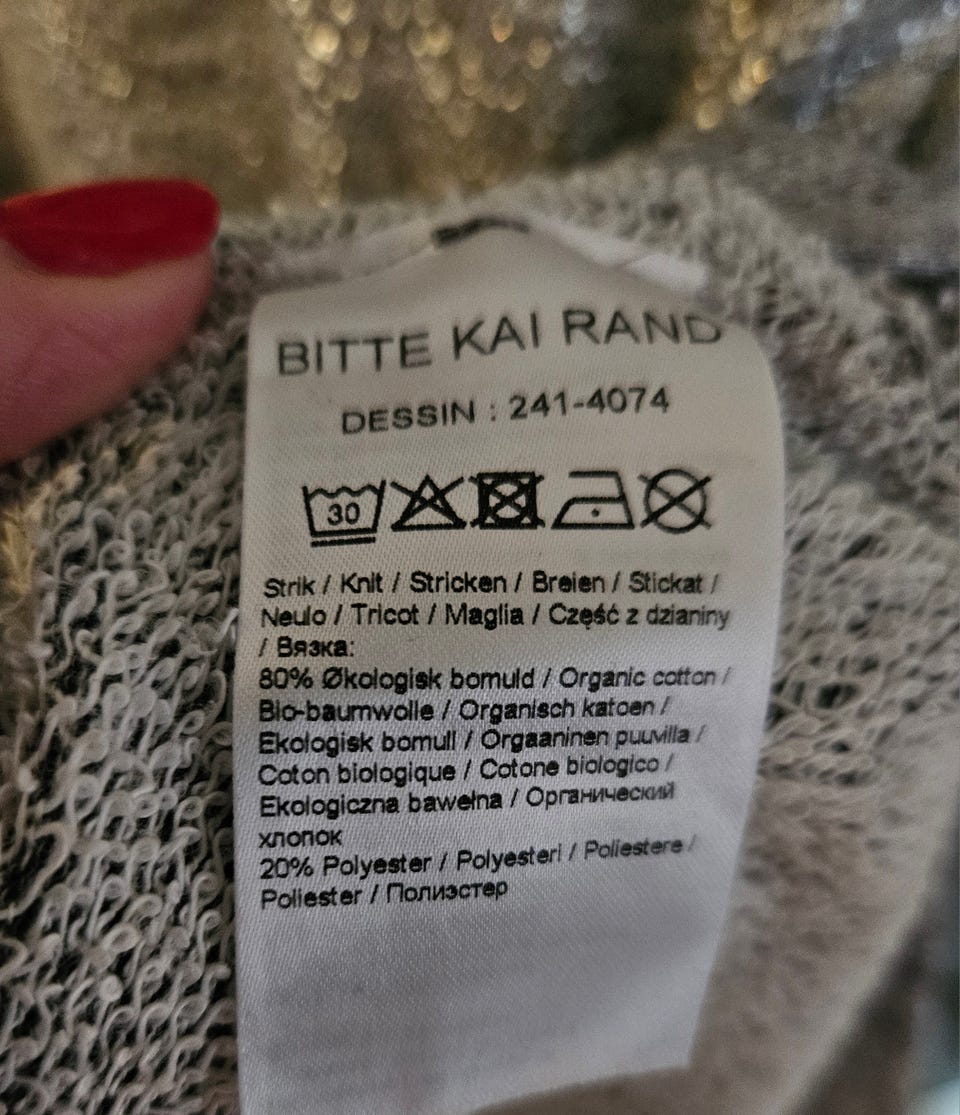 BITTE KAI RAND
DESSIN : 241-4074
30
Strik / Knit / Stricken / Breien / Stickat /
Neulo / Tricot / Maglia / Część z dzianiny
/ Вязка:
80% Økologisk bomuld / Organic cotton /
Bio-baumwolle / Organisch katoen /
Ekologisk bomull / Orgaaninen puuvilla /
Coton biologique / Cotone biologico /
Ekologiczna bawełna / Органический
хлопок
20% Polyester / Polyesteri / Poliestere /
Poliester / Полиэстер